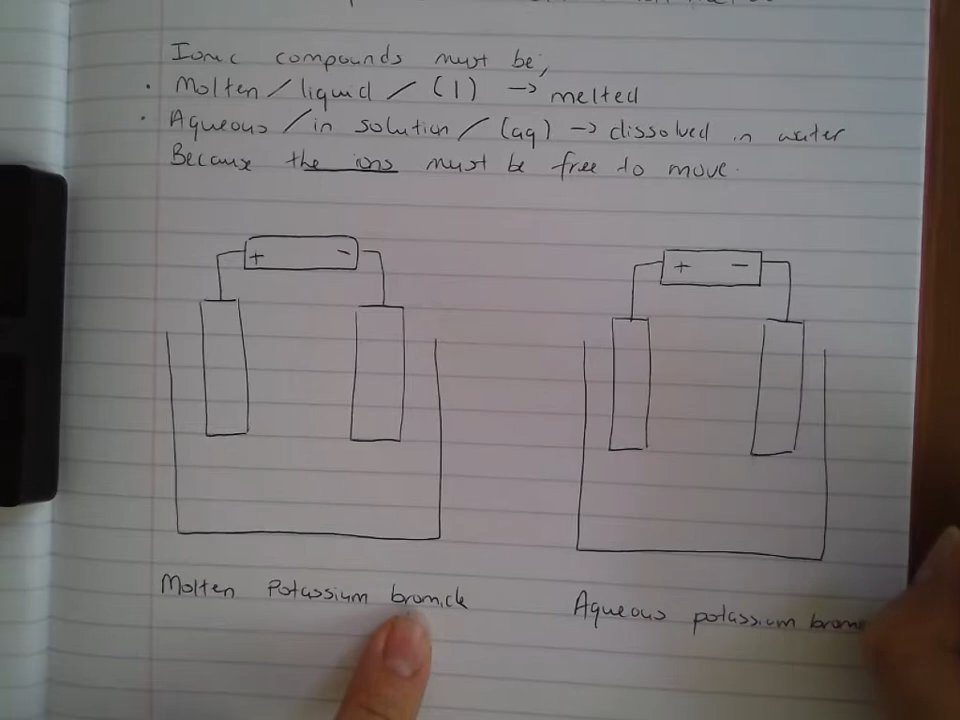 Ionic compounds must be;
• Molten / liquid / (l) → melted
• Aqueous / in solution / (aq) → dissolved in water
Because the ions must be free to move.
+ - + -
Molten Potassium bromide
Aqueous potassium